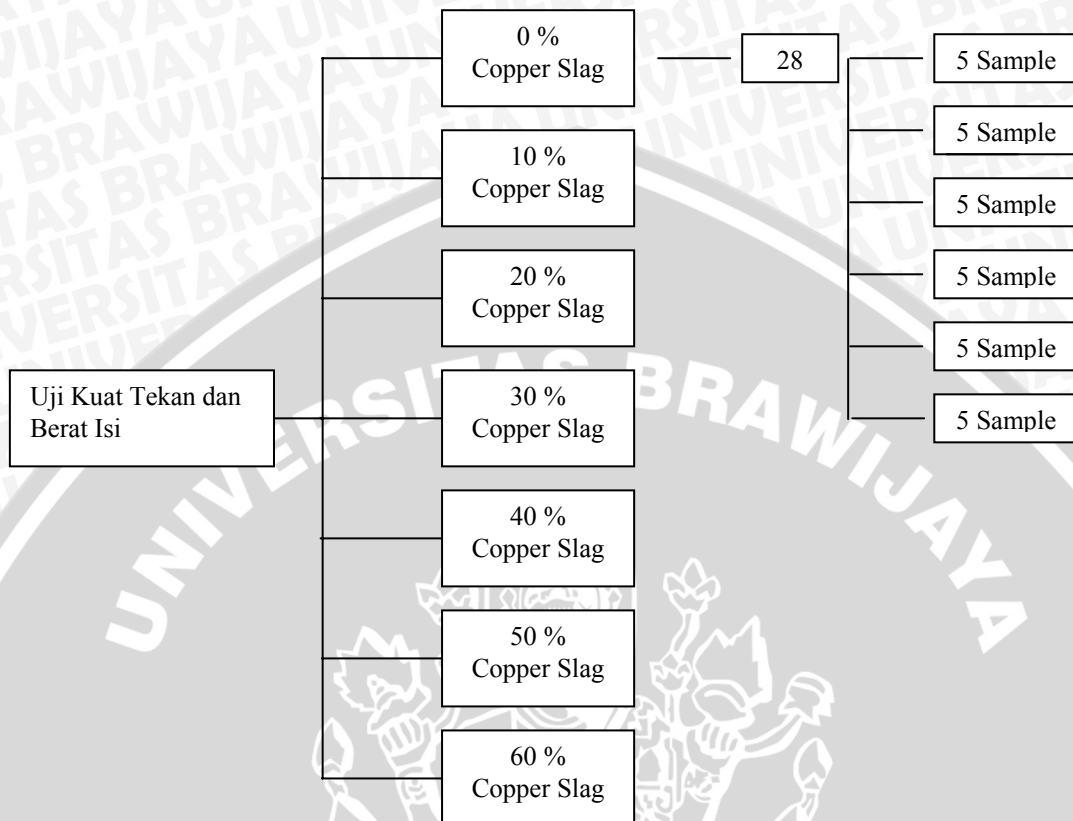 0 %
Copper Slag
28
5 Sample
5 Sample
10 %
Copper Slag
5 Sample
20 %
Copper Slag
5 Sample
5 Sample
Uji Kuat Tekan dan
Berat Isi
30 %
Copper Slag
5 Sample
40 %
Copper Slag
50 %
Copper Slag
60 %
Copper Slag
UNIVERSITAS BRAWIJAYA